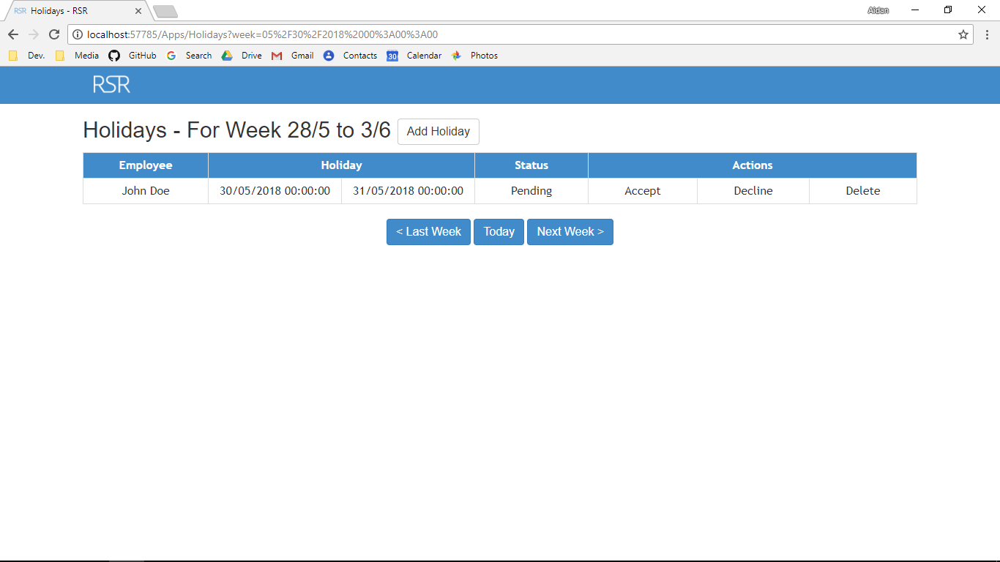 RSR Holidays - RSR
Aidan
localhost:57785/Apps/Holidays?week=05%2F30%2F2018%2000%3A00%3A00
Dev. Media GitHub Search Drive Gmail Contacts 30 Calendar Photos
RSR
Holidays - For Week 28/5 to 3/6 Add Holiday
Employee Holiday Status Actions
John Doe 30/05/2018 00:00:00 31/05/2018 00:00:00 Pending Accept Decline Delete
< Last Week Today Next Week >